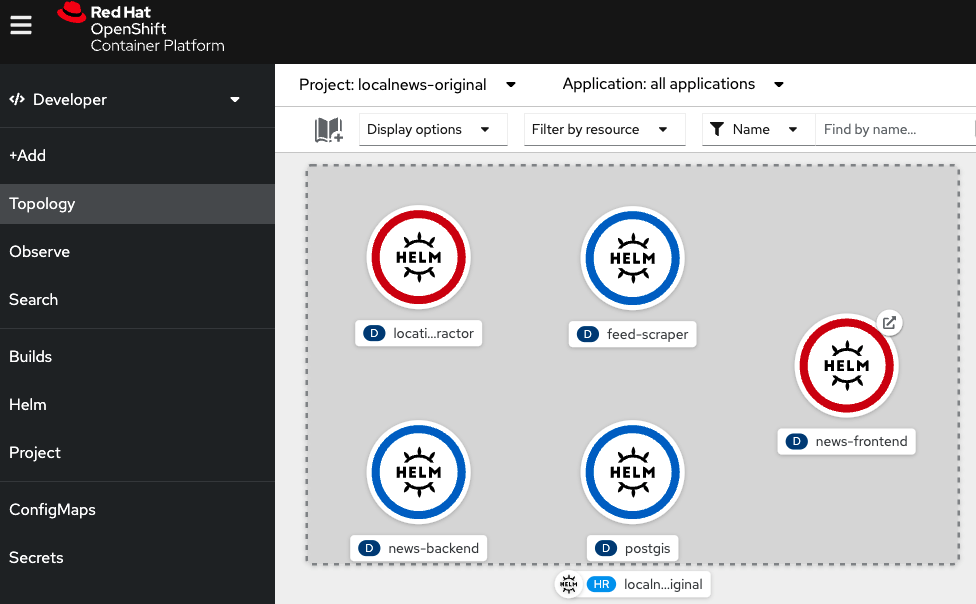 Red Hat
OpenShift
Container Platform
Developer
+Add
Topology
Observe
Search
Builds
Helm
Project
ConfigMaps
Secrets
Project: localnews-original
Application: all applications
Display options
Filter by resource
Name
Find by name...
HELM
D locati...ractor
HELM
D feed-scraper
HELM
D news-frontend
HELM
D news-backend
HELM
D postgis
HELM HR localn...iginal